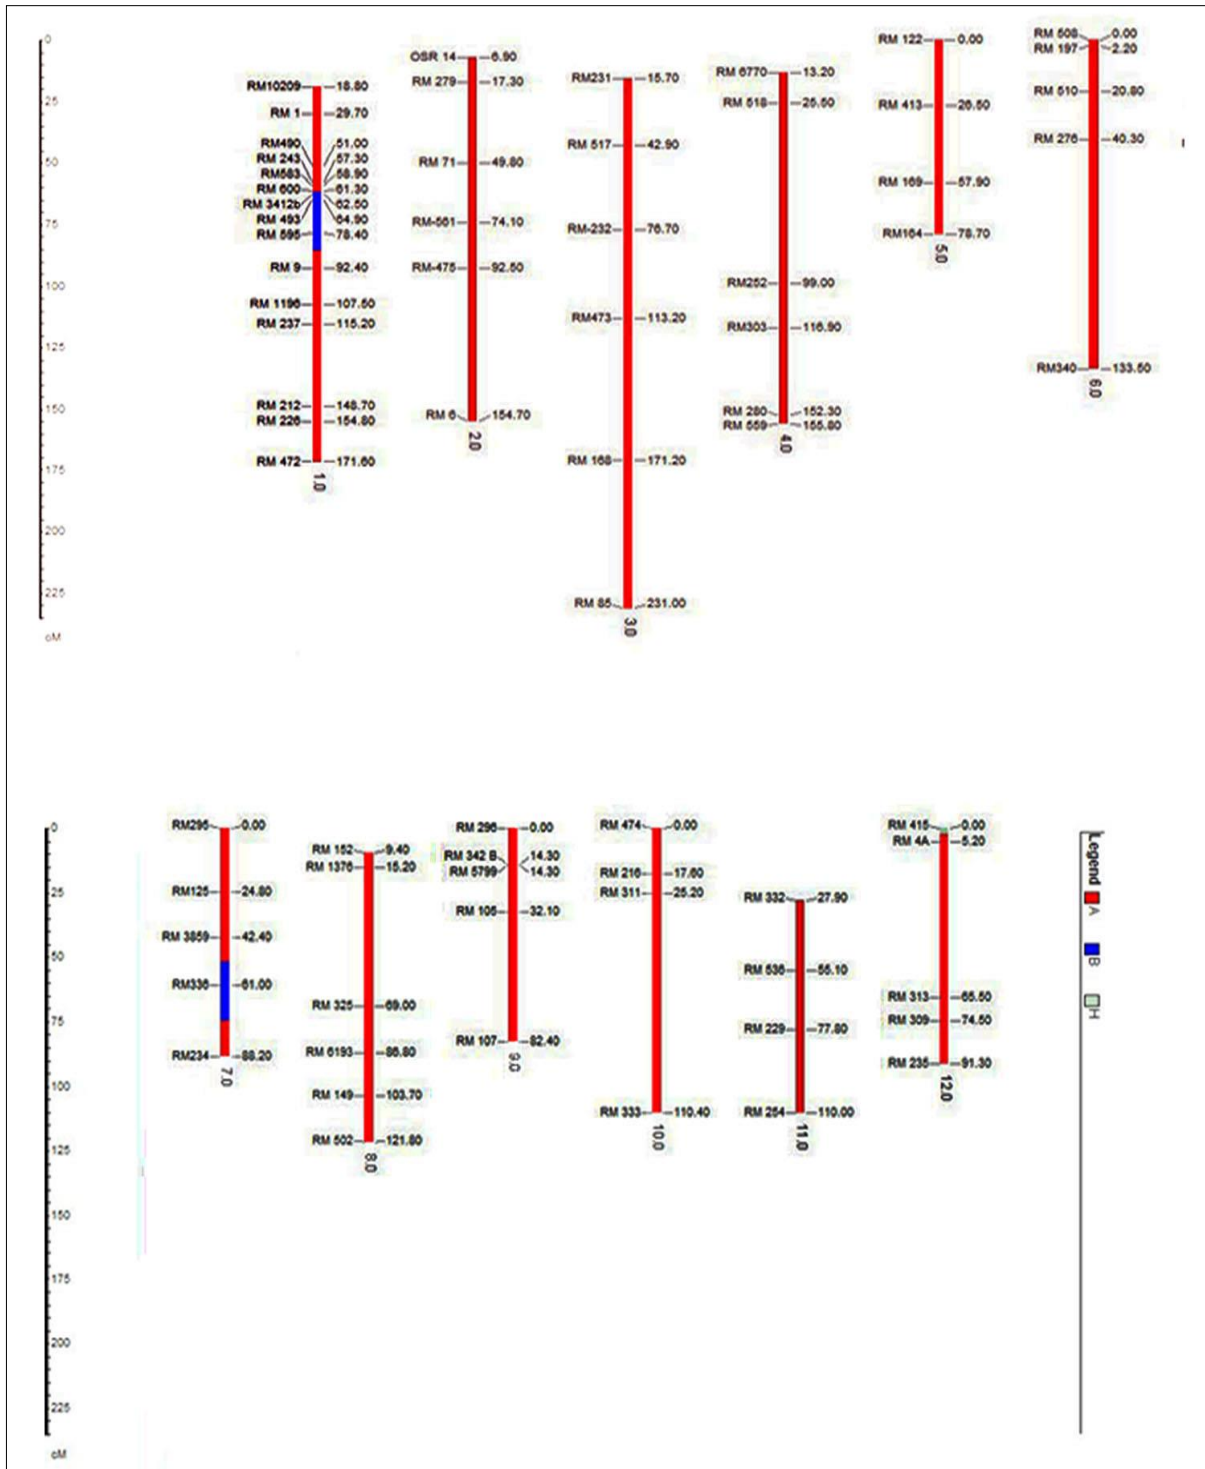 0
25
50
75
100
125
150
175
200
225
cM
RM10209 18.80
RM 1 29.70
RM490 51.00
RM 243 57.30
RM583 58.90
RM 600 61.30
RM 3412b 62.50
RM 493 64.90
RM 595 78.40
RM 9 92.40
RM 1196 107.50
RM 237 115.20
RM 212 148.70
RM 226 154.80
RM 472 171.60
1.0
OSR 14 6.90
RM 279 17.30
RM 71 49.80
RM-561 74.10
RM-475 92.50
RM 6 154.70
2.0
RM231 15.70
RM 517 42.90
RM-232 76.70
RM473 113.20
RM 168 171.20
RM 85 231.00
3.0
RM 6770 13.20
RM 518 25.50
RM252 99.00
RM303 116.90
RM 280 152.30
RM 559 155.80
4.0
RM 122 0.00
RM 413 26.50
RM 169 57.90
RM164 78.70
5.0
RM 508 0.00
RM 197 2.20
RM 510 20.80
RM 276 40.30
RM340 133.50
6.0
0
25
50
75
100
125
150
175
200
225
cM
RM295 0.00
RM125 24.80
RM 3859 42.40
RM336 61.00
RM234 88.20
7.0
RM 152 9.40
RM 1376 15.20
RM 325 69.00
RM 6193 86.80
RM 149 103.70
RM 502 121.80
8.0
RM 296 0.00
RM 342 B 14.30
RM 5799 14.30
RM 105 32.10
RM 107 82.40
9.0
RM 474 0.00
RM 216 17.60
RM 311 25.20
RM 333 110.40
10.0
RM 332 27.90
RM 536 55.10
RM 229 77.80
RM 254 110.00
11.0
RM 415 0.00
RM 4A 5.20
RM 313 65.50
RM 309 74.50
RM 235 91.30
12.0
Legend
A
B
H